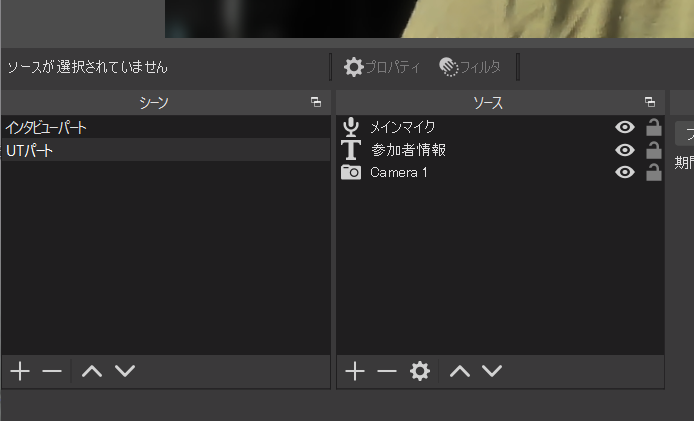 ソースが選択されていません
プロパティ フィルタ
シーン
インタビューパート
UTパート
ソース
メインマイク
参加者情報
Camera 1